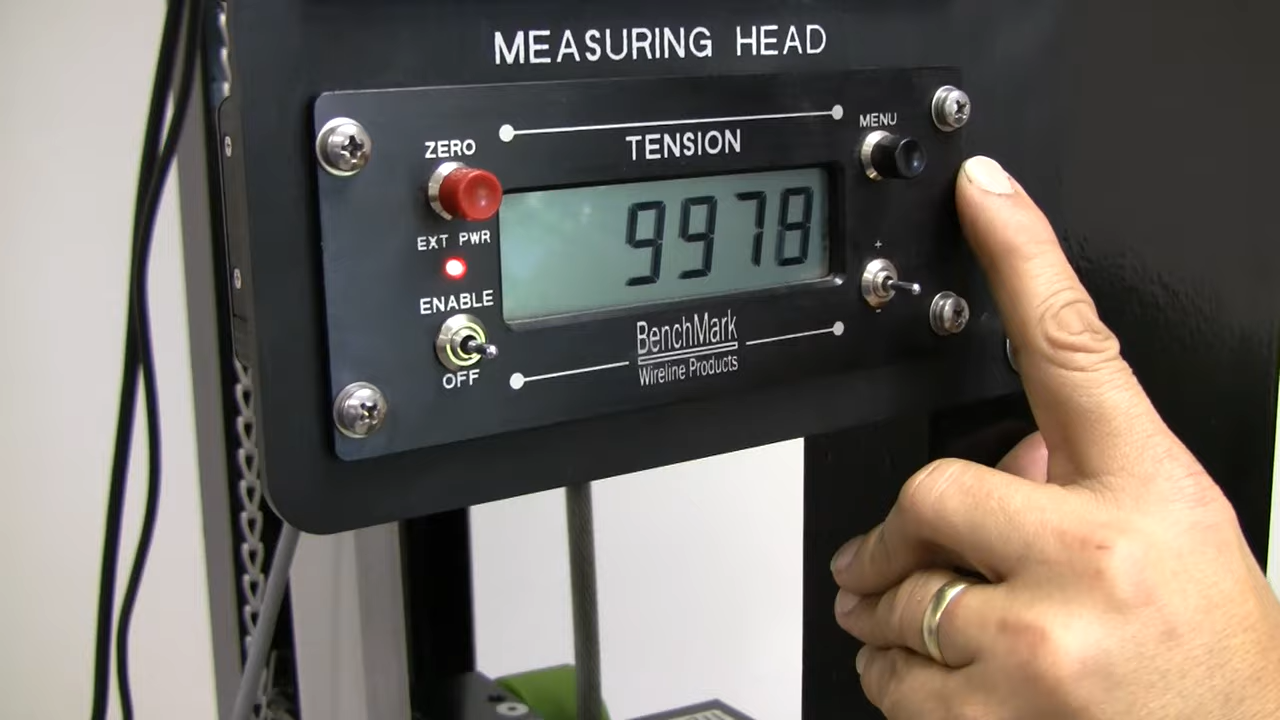 MEASURING HEAD
TENSION
MENU
ZERO
EXT PWR
9978
+
ENABLE
-
OFF
BenchMark
Wireline Products